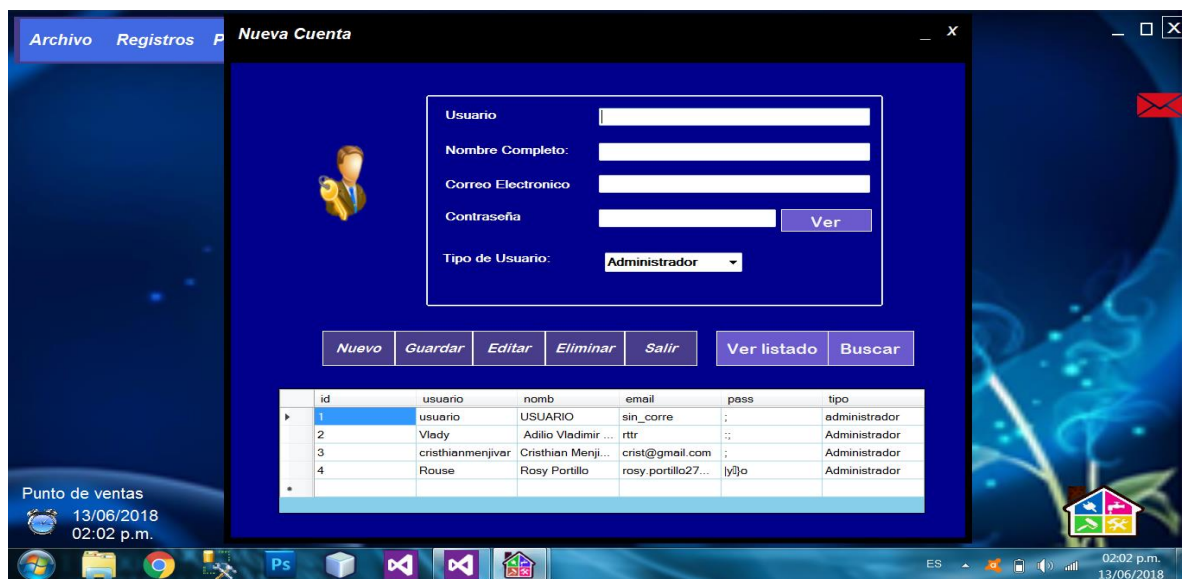 Archivo Registros P
Nueva Cuenta
_ X
_ X
Usuario
Nombre Completo:
Correo Electronico
Contraseña
Ver
Tipo de Usuario:
Administrador
Nuevo Guardar Editar Eliminar Salir Ver listado Buscar
id usuario nomb email pass tipo
1 usuario USUARIO sin_corre ; administrador
2 Vlady Adilio Vladimir ... rttr :; Administrador
3 cristhianmenjivar Cristhian Menji... crist@gmail.com ; Administrador
4 Rouse Rosy Portillo rosy.portillo27... Administrador
Punto de ventas
13/06/2018
02:02 p.m.
Ps
ES
02:02 p.m.
13/06/2018